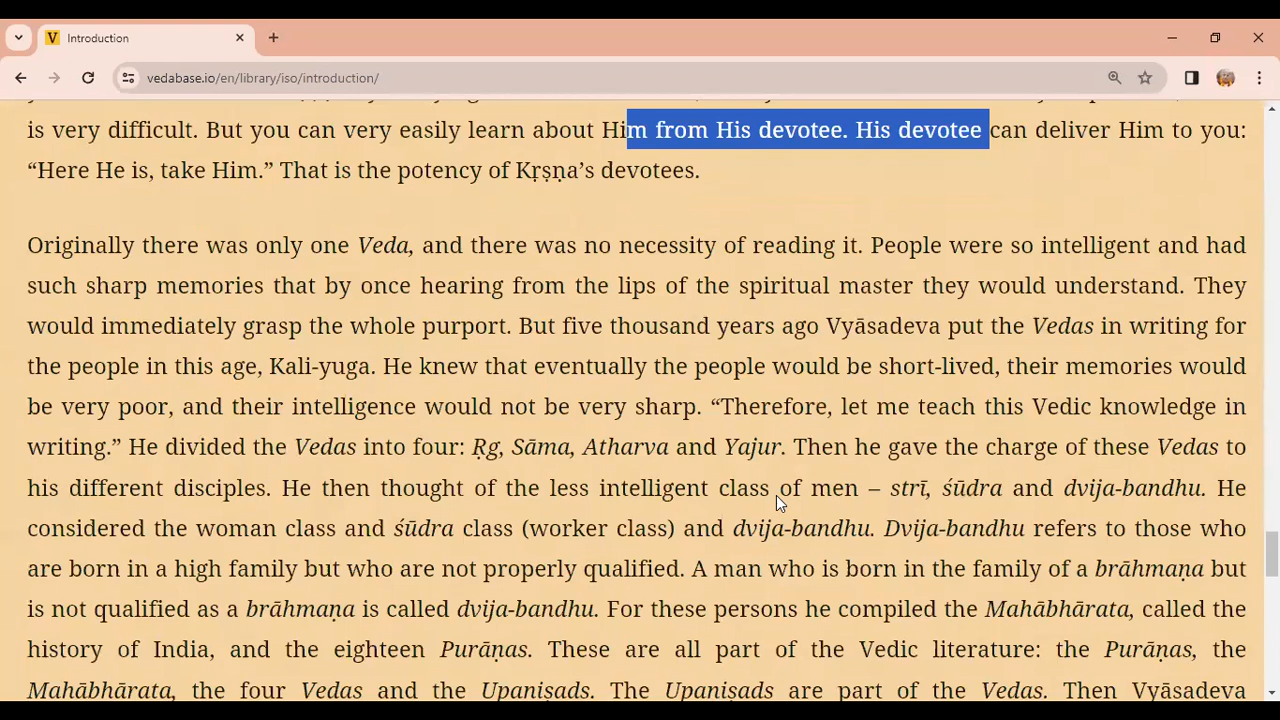 Introduction
vedabase.io/en/library/iso/introduction/
is very difficult. But you can very easily learn about Him from His devotee. His devotee can deliver Him to you:
“Here He is, take Him.” That is the potency of Kṛṣṇa’s devotees.
Originally there was only one Veda, and there was no necessity of reading it. People were so intelligent and had
such sharp memories that by once hearing from the lips of the spiritual master they would understand. They
would immediately grasp the whole purport. But five thousand years ago Vyāsadeva put the Vedas in writing for
the people in this age, Kali-yuga. He knew that eventually the people would be short-lived, their memories would
be very poor, and their intelligence would not be very sharp. “Therefore, let me teach this Vedic knowledge in
writing.” He divided the Vedas into four: Ṛg, Sāma, Atharva and Yajur. Then he gave the charge of these Vedas to
his different disciples. He then thought of the less intelligent class of men – strī, śūdra and dvija-bandhu. He
considered the woman class and śūdra class (worker class) and dvija-bandhu. Dvija-bandhu refers to those who
are born in a high family but who are not properly qualified. A man who is born in the family of a brāhmaṇa but
is not qualified as a brāhmaṇa is called dvija-bandhu. For these persons he compiled the Mahābhārata, called the
history of India, and the eighteen Purāṇas. These are all part of the Vedic literature: the Purāṇas, the
Mahābhārata, the four Vedas and the Upaniṣads. The Upaniṣads are part of the Vedas. Then Vyāsadeva